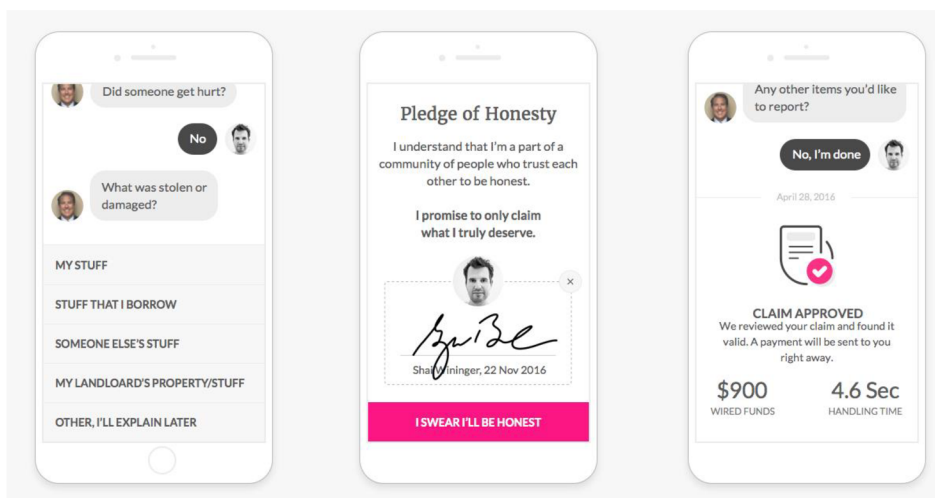 Did someone get hurt?
No
What was stolen or
damaged?
MY STUFF
STUFF THAT I BORROW
SOMEONE ELSE'S STUFF
MY LANDLOARD'S PROPERTY/STUFF
OTHER, I'LL EXPLAIN LATER
Pledge of Honesty
I understand that I'm a part of a
community of people who trust each
other to be honest.
I promise to only claim
what I truly deserve.
Shai Wininger, 22 Nov 2016
I SWEAR I'LL BE HONEST
Any other items you'd like
to report?
No, I'm done
April 28, 2016
CLAIM APPROVED
We reviewed your claim and found it
valid. A payment will be sent to you
right away.
$900 4.6 Sec
WIRED FUNDS HANDLING TIME